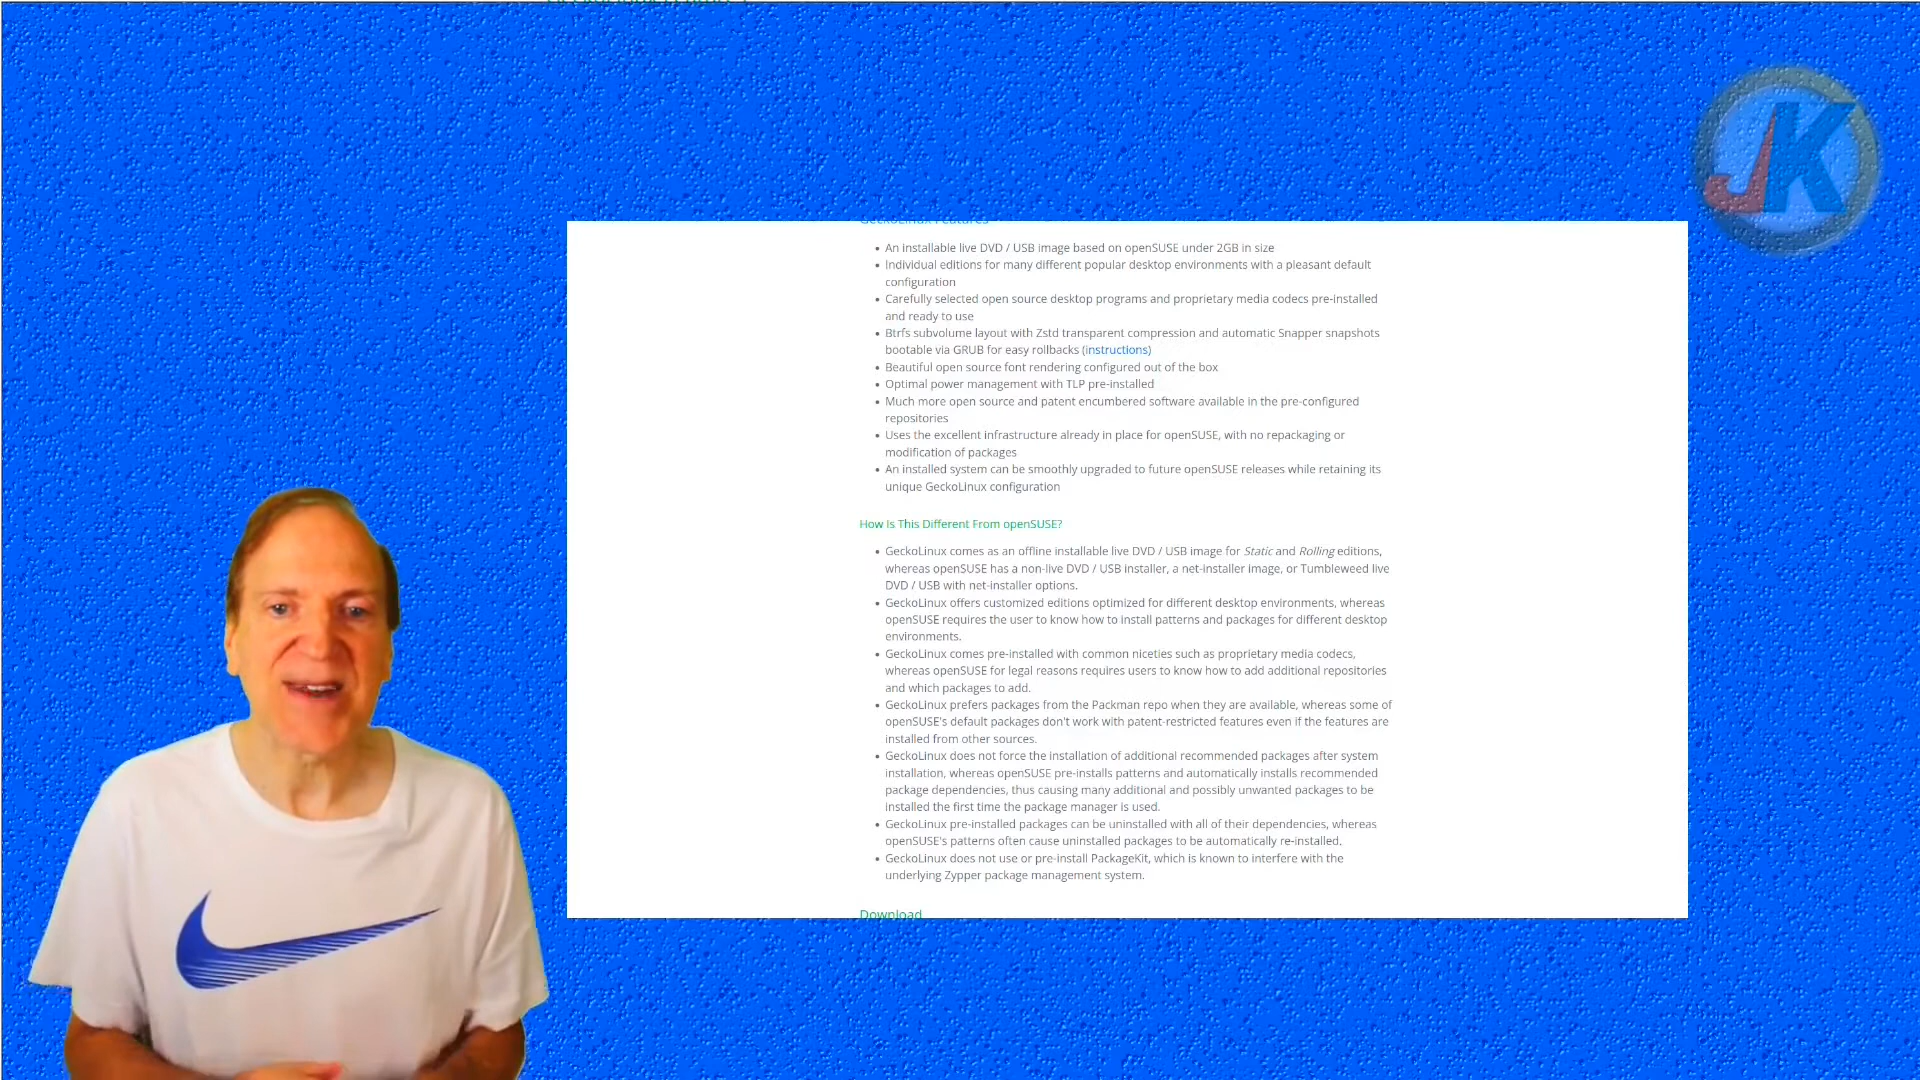 GeckoLinux Features
JK
An installable live DVD / USB image based on openSUSE under 2GB in size
Individual editions for many different popular desktop environments with a pleasant default
configuration
Carefully selected open source desktop programs and proprietary media codecs pre-installed
and ready to use
Btrfs subvolume layout with Zstd transparent compression and automatic Snapper snapshots
bootable via GRUB for easy rollbacks (instructions)
Beautiful open source font rendering configured out of the box
Optimal power management with TLP pre-installed
Much more open source and patent encumbered software available in the pre-configured
repositories
Uses the excellent infrastructure already in place for openSUSE, with no repackaging or
modification of packages
An installed system can be smoothly upgraded to future openSUSE releases while retaining its
unique GeckoLinux configuration
How Is This Different From openSUSE?
GeckoLinux comes as an offline installable live DVD / USB image for Static and Rolling editions,
whereas openSUSE has a non-live DVD / USB installer, a net-installer image, or Tumbleweed live
DVD / USB with net-installer options.
GeckoLinux offers customized editions optimized for different desktop environments, whereas
openSUSE requires the user to know how to install patterns and packages for different desktop
environments.
GeckoLinux comes pre-installed with common niceties such as proprietary media codecs,
whereas openSUSE for legal reasons requires users to know how to add additional repositories
and which packages to add.
GeckoLinux prefers packages from the Packman repo when they are available, whereas some of
openSUSE's default packages don't work with patent-restricted features even if the features are
installed from other sources.
GeckoLinux does not force the installation of additional recommended packages after system
installation, whereas openSUSE pre-installs patterns and automatically installs recommended
package dependencies, thus causing many additional and possibly unwanted packages to be
installed the first time the package manager is used.
GeckoLinux pre-installed packages can be uninstalled with all of their dependencies, whereas
openSUSE's patterns often cause uninstalled packages to be automatically re-installed.
GeckoLinux does not use or pre-install PackageKit, which is known to interfere with the
underlying Zypper package management system.
Download